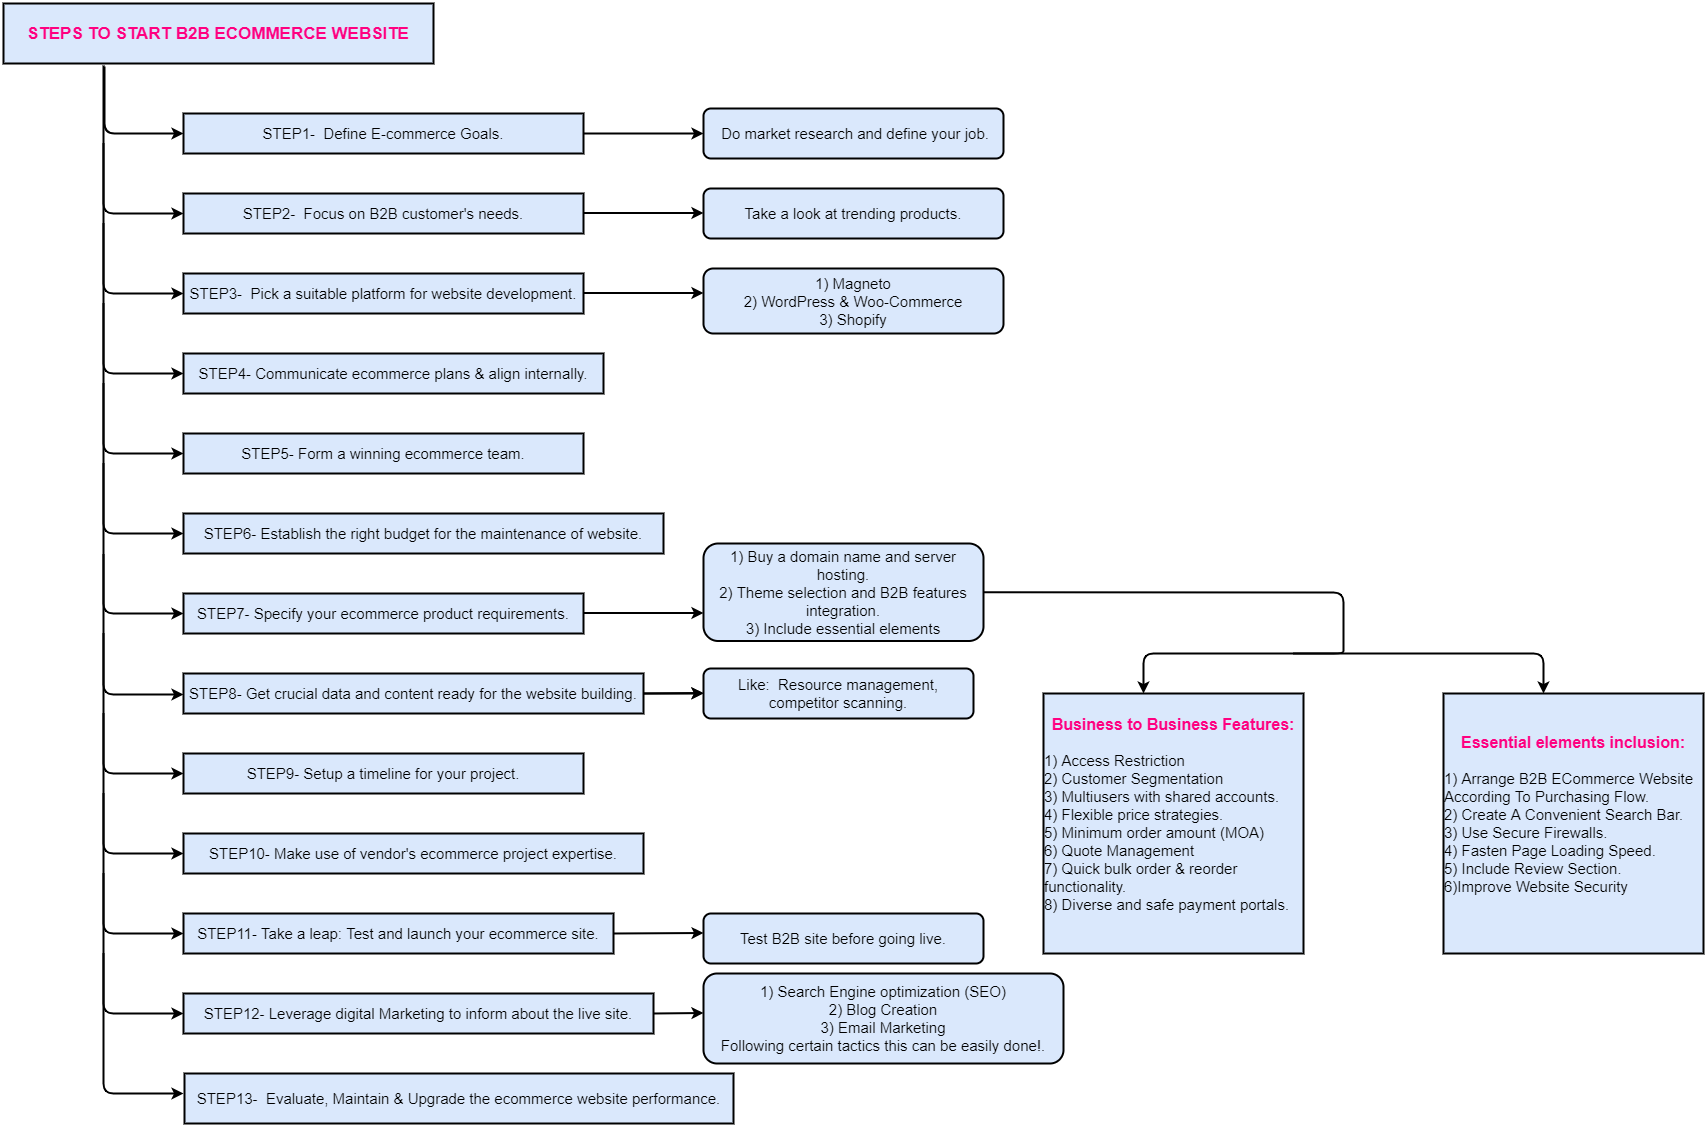 STEPS TO START B2B ECOMMERCE WEBSITE
STEP1-  Define E-commerce Goals.
Do market research and define your job.
STEP2-  Focus on B2B customer's needs.
Take a look at trending products.
STEP3-  Pick a suitable platform for website development.
1) Magneto
2) WordPress & Woo-Commerce
3) Shopify
STEP4- Communicate ecommerce plans & align internally.
STEP5- Form a winning ecommerce team.
STEP6- Establish the right budget for the maintenance of website.
STEP7- Specify your ecommerce product requirements.
1) Buy a domain name and server
hosting.
2) Theme selection and B2B features
integration.
3) Include essential elements
STEP8- Get crucial data and content ready for the website building.
Like:  Resource management,
competitor scanning.
Business to Business Features:
1) Access Restriction
2) Customer Segmentation
3) Multiusers with shared accounts.
4) Flexible price strategies.
5) Minimum order amount (MOA)
6) Quote Management
7) Quick bulk order & reorder
functionality.
8) Diverse and safe payment portals.
Essential elements inclusion:
1) Arrange B2B ECommerce Website
According To Purchasing Flow.
2) Create A Convenient Search Bar.
3) Use Secure Firewalls.
4) Fasten Page Loading Speed.
5) Include Review Section.
6)Improve Website Security
STEP9- Setup a timeline for your project.
STEP10- Make use of vendor's ecommerce project expertise.
STEP11- Take a leap: Test and launch your ecommerce site.
Test B2B site before going live.
STEP12- Leverage digital Marketing to inform about the live site.
1) Search Engine optimization (SEO)
2) Blog Creation
3) Email Marketing
Following certain tactics this can be easily done!.
STEP13-  Evaluate, Maintain & Upgrade the ecommerce website performance.